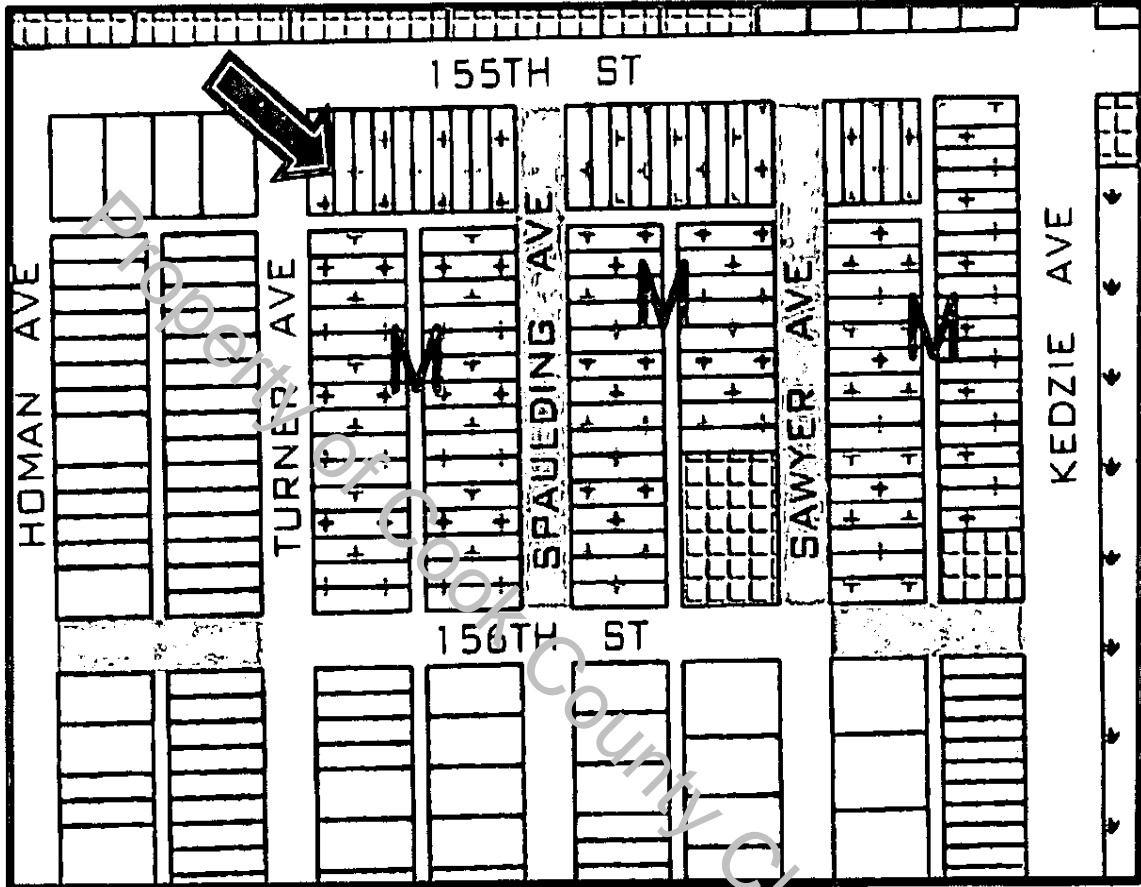 155TH ST
HOMAN AVE
TURNER AVE
SPAULDING AVE
SAWYER AVE
KEDZIE AVE
M
M
M
156TH ST
Property of Cook County